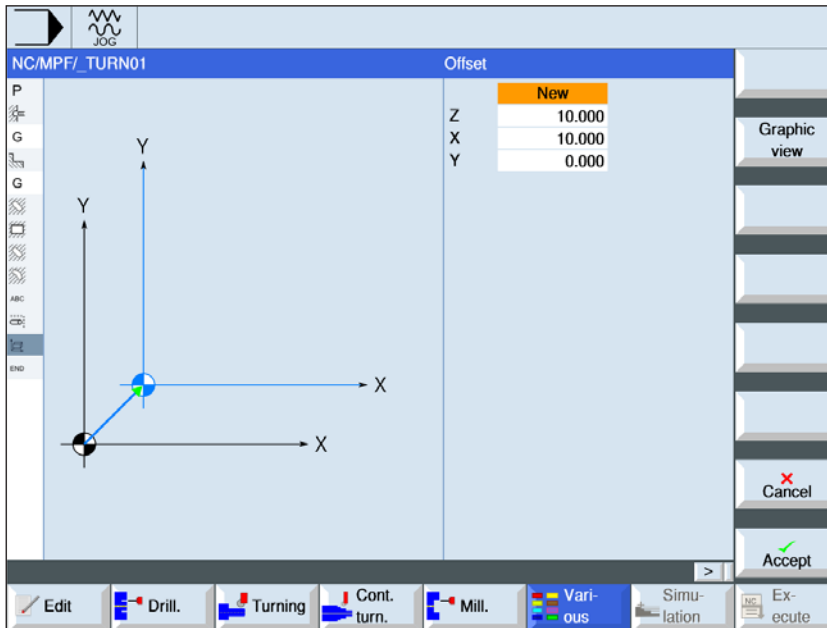 JOG
NC/MPF/_TURN01
Offset
New
Z 10.000
X 10.000
Y 0.000
P
G
G
ABC
END
Y
Y
X
X
Graphic
view
Cancel
Accept
>
Edit
Drill.
Turning
Cont.
turn.
Mill.
Vari-
ous
Simu-
lation
NC
Ex-
ecute